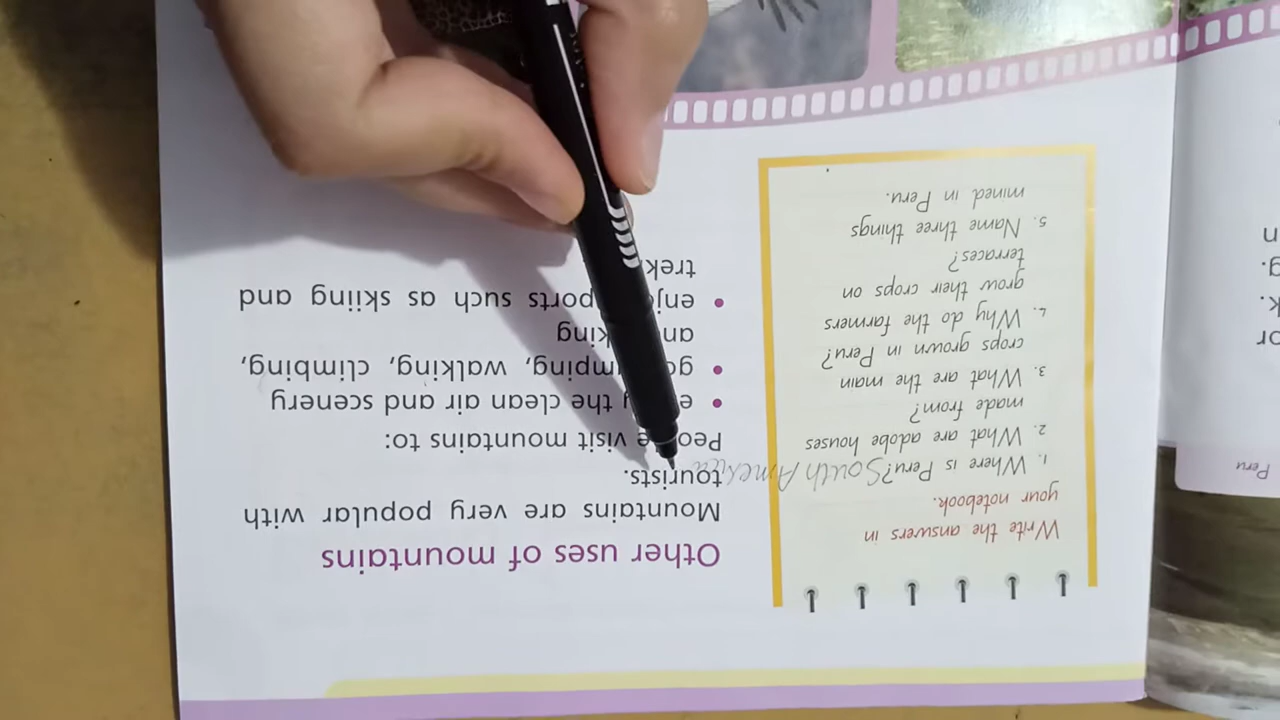 Write the answers in
your notebook.
1. Where is Peru? South America
2. What are adobe houses
made from?
3. What are the main
crops grown in Peru?
4. Why do the farmers
grow their crops on
terraces?
5. Name three things
mined in Peru.
Other uses of mountains
Mountains are very popular with
tourists.
People visit mountains to:
• the clean air and scenery
• walking, climbing,
• sports such as skiing and
Peru